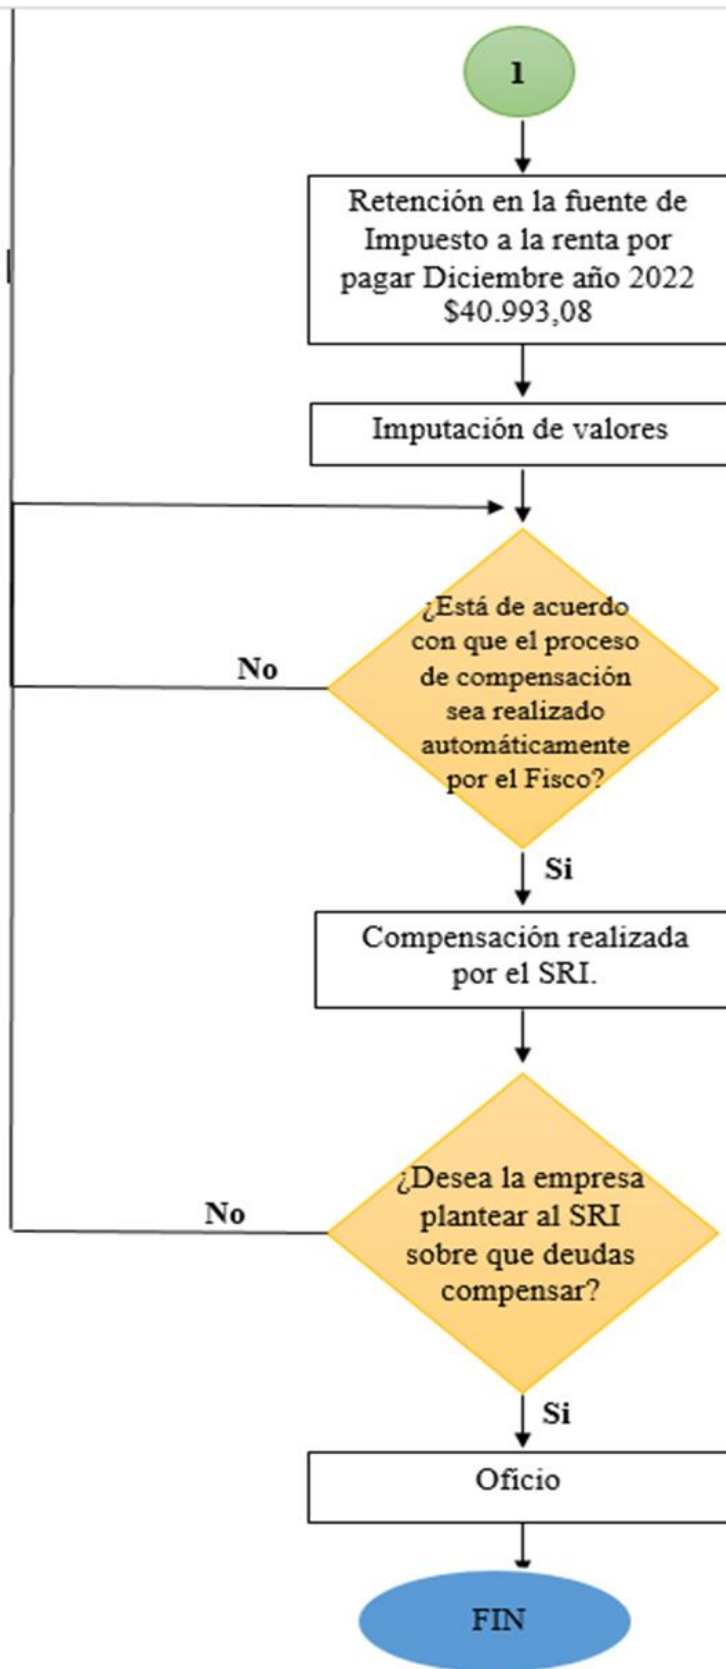 1
Retención en la fuente de
Impuesto a la renta por
pagar Diciembre año 2022
$40.993,08
Imputación de valores
¿Está de acuerdo
con que el proceso
de compensación
sea realizado
automáticamente
por el Fisco?
No
Si
Compensación realizada
por el SRI.
¿Desea la empresa
plantear al SRI
sobre que deudas
compensar?
No
Si
Oficio
FIN